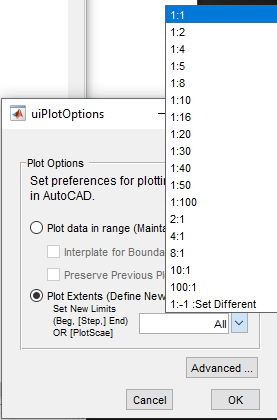 1:1
1:2
1:4
1:5
1:8
1:10
1:16
1:20
1:30
1:40
1:50
1:100
2:1
4:1
8:1
10:1
100:1
1:-1 :Set Different
uiPlotOptions
Plot Options
Set preferences for plottin
in AutoCAD.
Plot data in range (Mainta
Interplate for Bounda
Preserve Previous Pl
Plot Extents (Define New
Set New Limits
(Beg, [Step,] End)
OR [PlotScae]
All
Advanced ...
Cancel
OK